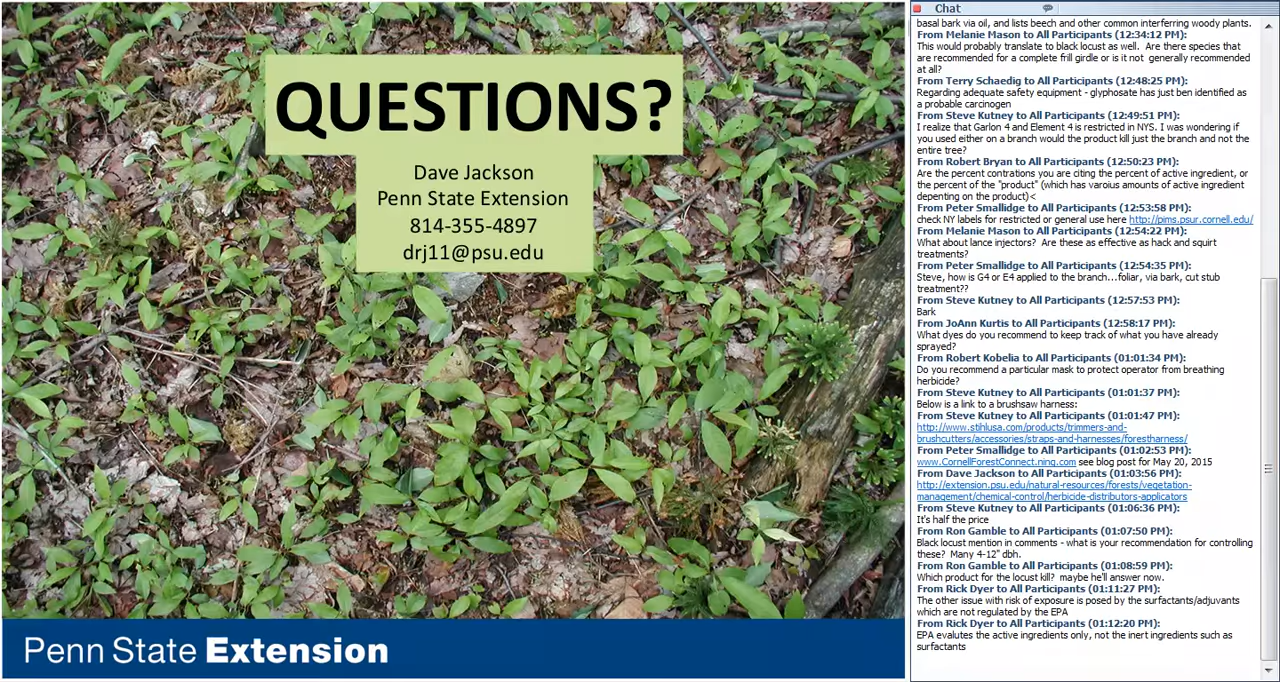 QUESTIONS?
Dave Jackson
Penn State Extension
814-355-4897
drj11@psu.edu
Penn State Extension
Chat
basal bark via oil, and lists beech and other common interferring woody plants.
From Melanie Mason to All Participants (12:34:12 PM):
This would probably translate to black locust as well. Are there species that
are recommended for a complete frill girdle or is it not generally recommended
at all?
From Terry Schaedig to All Participants (12:48:25 PM):
Regarding adequate safety equipment - glyphosate has just ben identified as
a probable carcinogen
From Steve Kutney to All Participants (12:49:51 PM):
I realize that Garlon 4 and Element 4 is restricted in NYS. I was wondering if
you used either on a branch would the product kill just the branch and not the
entire tree?
From Robert Bryan to All Participants (12:50:23 PM):
Are the percent contrations you are citing the percent of active ingredient, or
the percent of the "product" (which has varoius amounts of active ingredient
depending on the product)<
From Peter Smallidge to All Participants (12:53:58 PM):
check NY labels for restricted or general use here http://pims.psur.cornell.edu/
From Melanie Mason to All Participants (12:54:22 PM):
What about lance injectors? Are these as effective as hack and squirt
treatments?
From Peter Smallidge to All Participants (12:54:35 PM):
Steve, how is G4 or E4 applied to the branch...foliar, via bark, cut stub
treatment??
From Steve Kutney to All Participants (12:57:53 PM):
Bark
From JoAnn Kurtis to All Participants (12:58:17 PM):
What dyes do you recommend to keep track of what you have already
sprayed?
From Robert Kobelia to All Participants (01:01:34 PM):
Do you recommend a particular mask to protect operator from breathing
herbicide?
From Steve Kutney to All Participants (01:01:37 PM):
Below is a link to a brushsaw harness:
From Steve Kutney to All Participants (01:01:47 PM):
http://www.stihlusa.com/products/trimmers-and-
brushcutters/accessories/straps-and-harnesses/forestharness/
From Peter Smallidge to All Participants (01:02:53 PM):
www.CornellForestConnect.ning.com see blog post for May 20, 2015
From Dave Jackson to All Participants (01:03:56 PM):
http://extension.psu.edu/natural-resources/forests/vegetation-
management/chemical-control/herbicide-distributors-applicators
From Steve Kutney to All Participants (01:06:36 PM):
It's half the price
From Ron Gamble to All Participants (01:07:50 PM):
Black locust mention in comments - what is your recommendation for controlling
these? Many 4-12" dbh.
From Ron Gamble to All Participants (01:08:59 PM):
Which product for the locust kill? maybe he'll answer now.
From Rick Dyer to All Participants (01:11:27 PM):
The other issue with risk of exposure is posed by the surfactants/adjuvants
which are not regulated by the EPA
From Rick Dyer to All Participants (01:12:20 PM):
EPA evalutes the active ingredients only, not the inert ingredients such as
surfactants